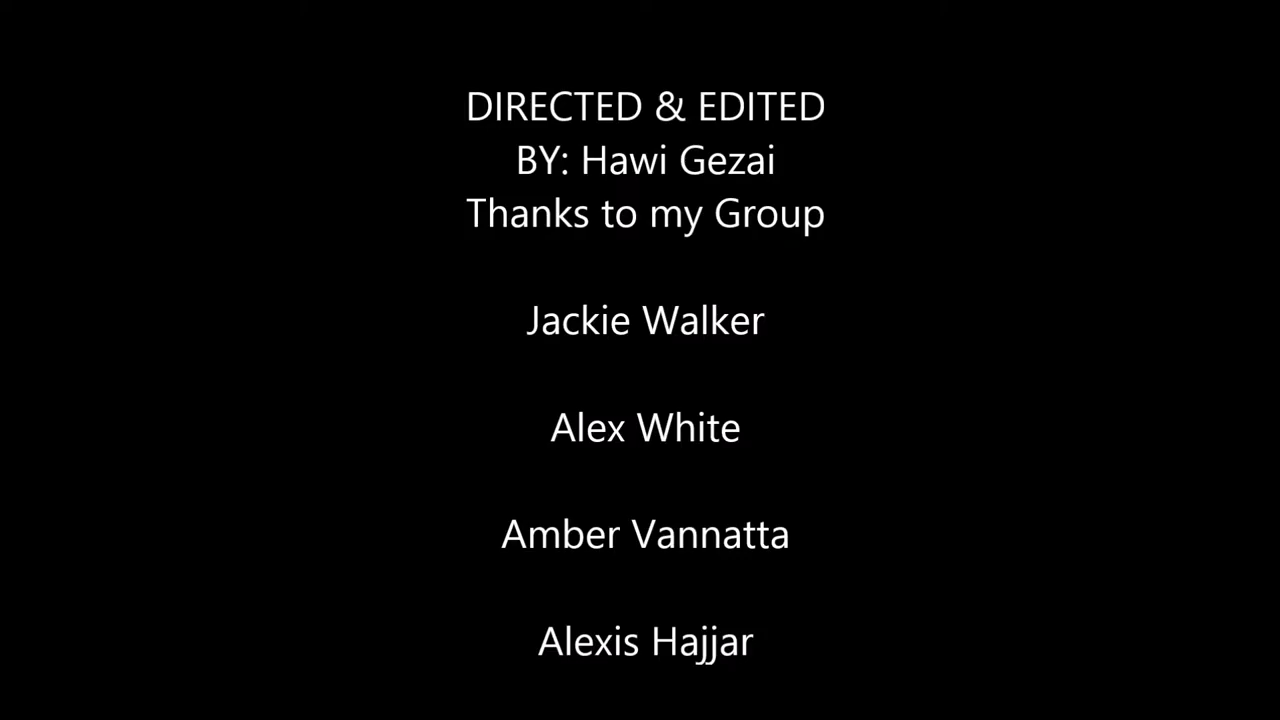 DIRECTED & EDITED
BY: Hawi Gezai
Thanks to my Group
Jackie Walker
Alex White
Amber Vannatta
Alexis Hajjar